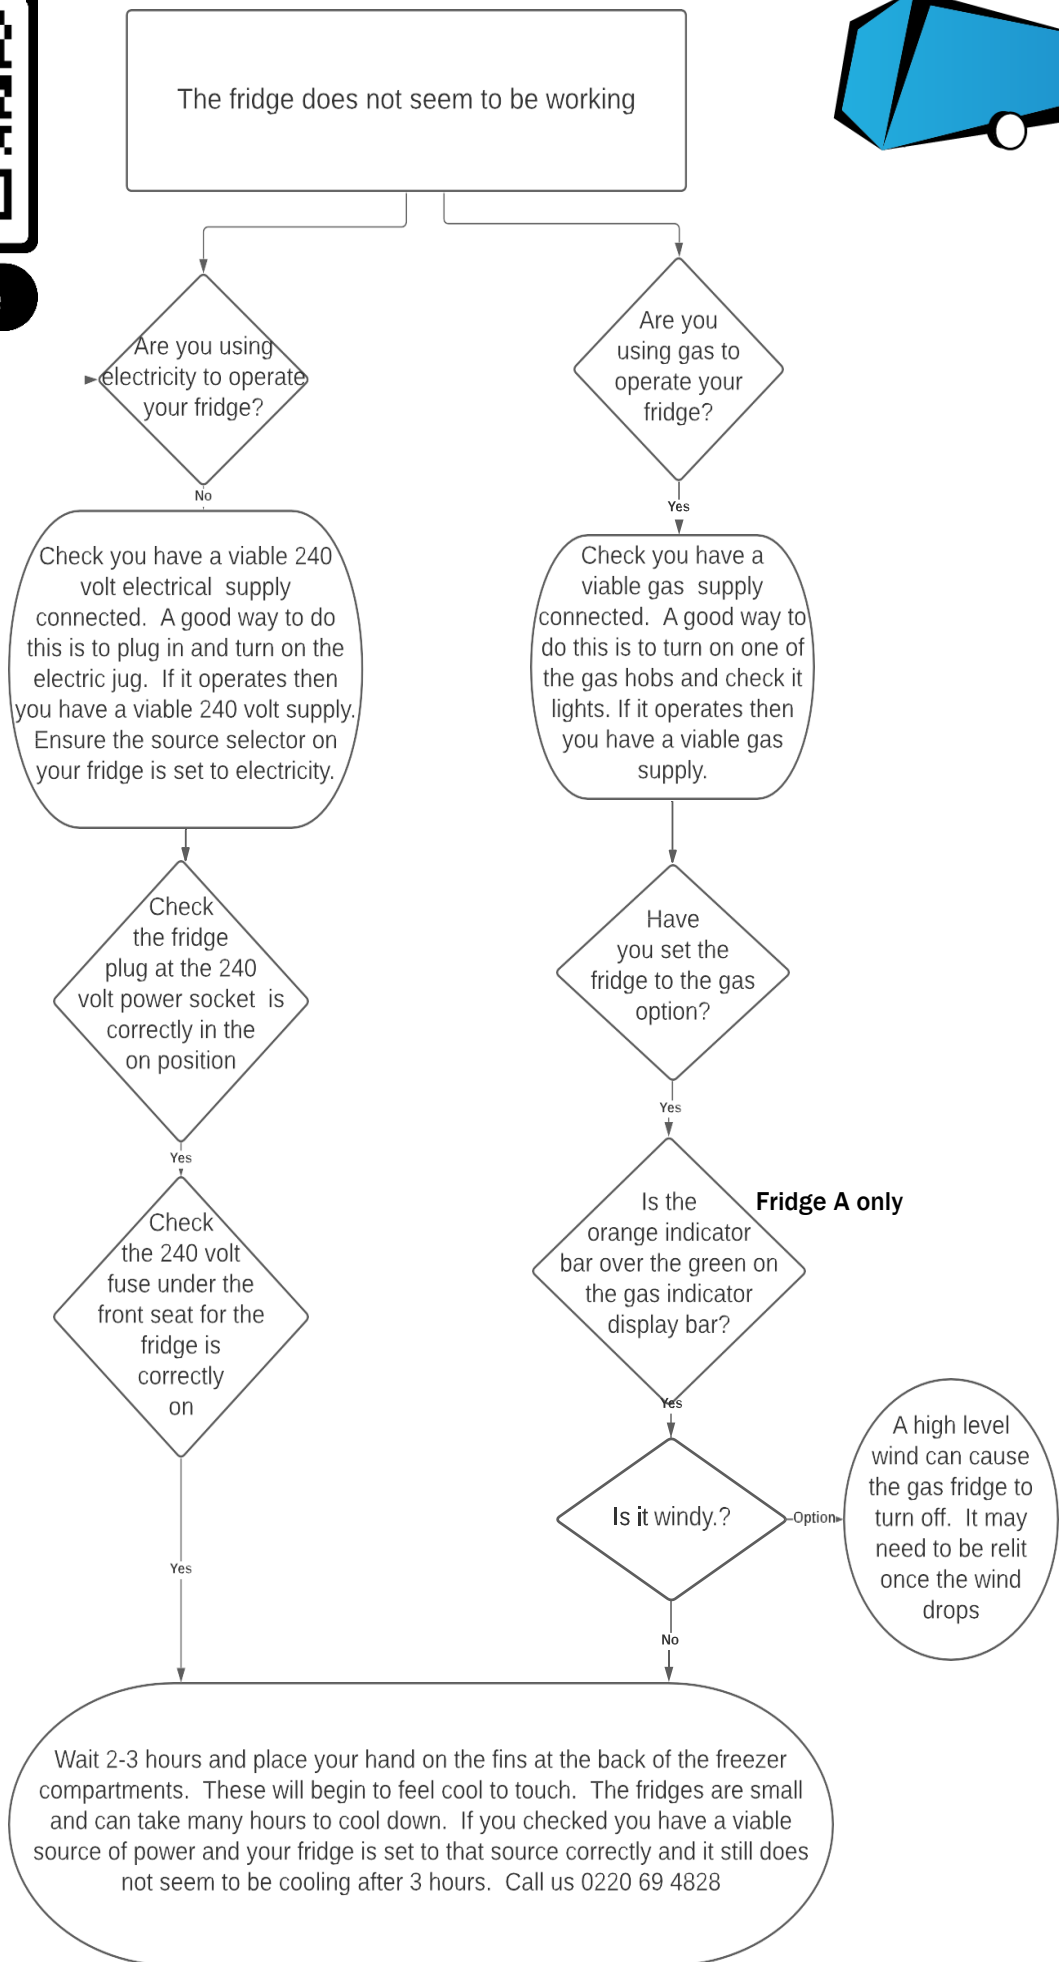 The fridge does not seem to be working
Are you using
electricity to operate
your fridge?
No
Check you have a viable 240
volt electrical  supply
connected.  A good way to do
this is to plug in and turn on the
electric jug.  If it operates then
you have a viable 240 volt supply.
Ensure the source selector on
your fridge is set to electricity.
Check
the fridge
plug at the 240
volt power socket  is
correctly in the
on position
Yes
Check
the 240 volt
fuse under the
front seat for the
fridge is
correctly
on
Yes
Are you
using gas to
operate your
fridge?
Yes
Check you have a
viable gas  supply
connected.  A good way to
do this is to turn on one of
the gas hobs and check it
lights. If it operates then
you have a viable gas
supply.
Have
you set the
fridge to the gas
option?
Yes
Is the
orange indicator
bar over the green on
the gas indicator
display bar?
Fridge A only
Yes
Is it windy.?
Option
A high level
wind can cause
the gas fridge to
turn off.  It may
need to be relit
once the wind
drops
No
Wait 2-3 hours and place your hand on the fins at the back of the freezer
compartments.  These will begin to feel cool to touch.  The fridges are small
and can take many hours to cool down.  If you checked you have a viable
source of power and your fridge is set to that source correctly and it still does
not seem to be cooling after 3 hours.  Call us 0220 69 4828